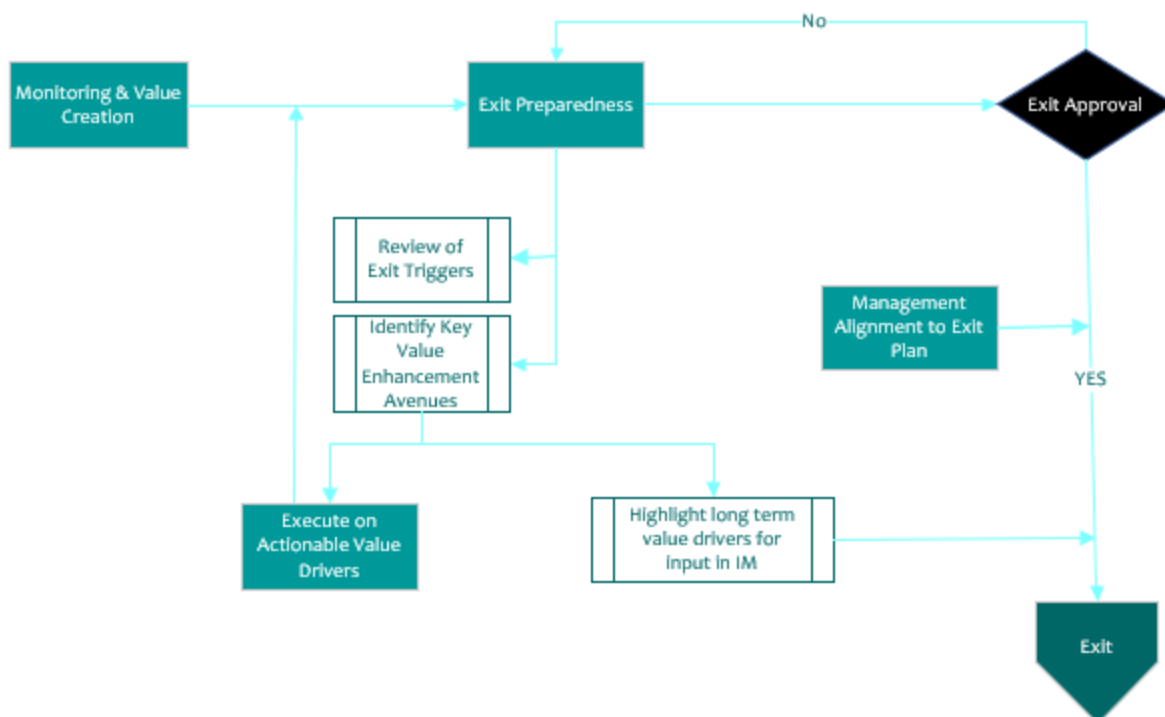 No
Monitoring & Value
Creation
Exit Preparedness
Exit Approval
Review of
Exit Triggers
Identify Key
Value
Enhancement
Avenues
Management
Alignment to Exit
Plan
YES
Execute on
Actionable Value
Drivers
Highlight long term
value drivers for
input in IM
Exit